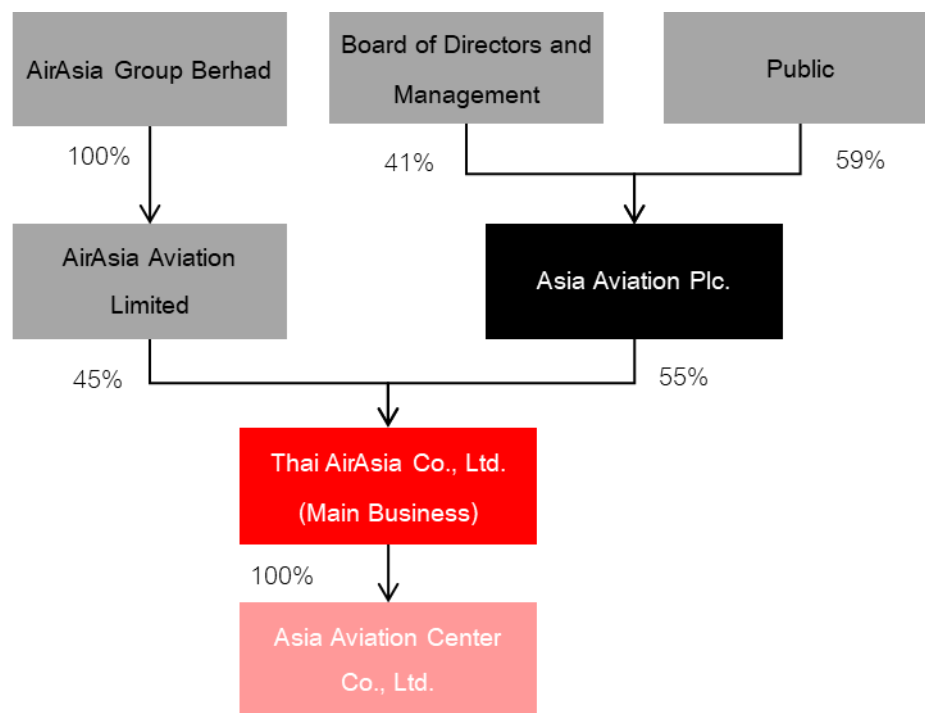 AirAsia Group Berhad
Board of Directors and
Management
Public
100%
41%
59%
AirAsia Aviation
Limited
Asia Aviation Plc.
45%
55%
Thai AirAsia Co., Ltd.
(Main Business)
100%
Asia Aviation Center
Co., Ltd.